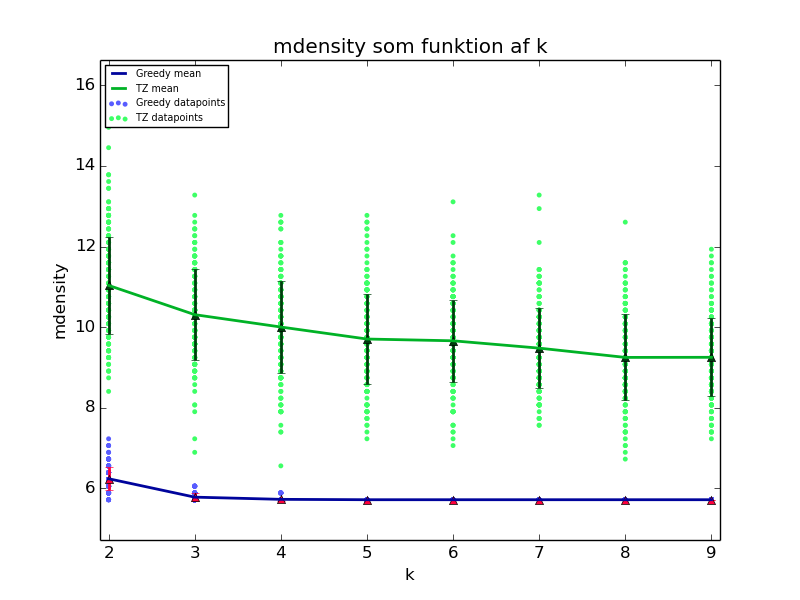 mdensity som funktion af k
Greedy mean
TZ mean
Greedy datapoints
TZ datapoints
16
14
12
10
8
6
mdensity
2 3 4 5 6 7 8 9
k